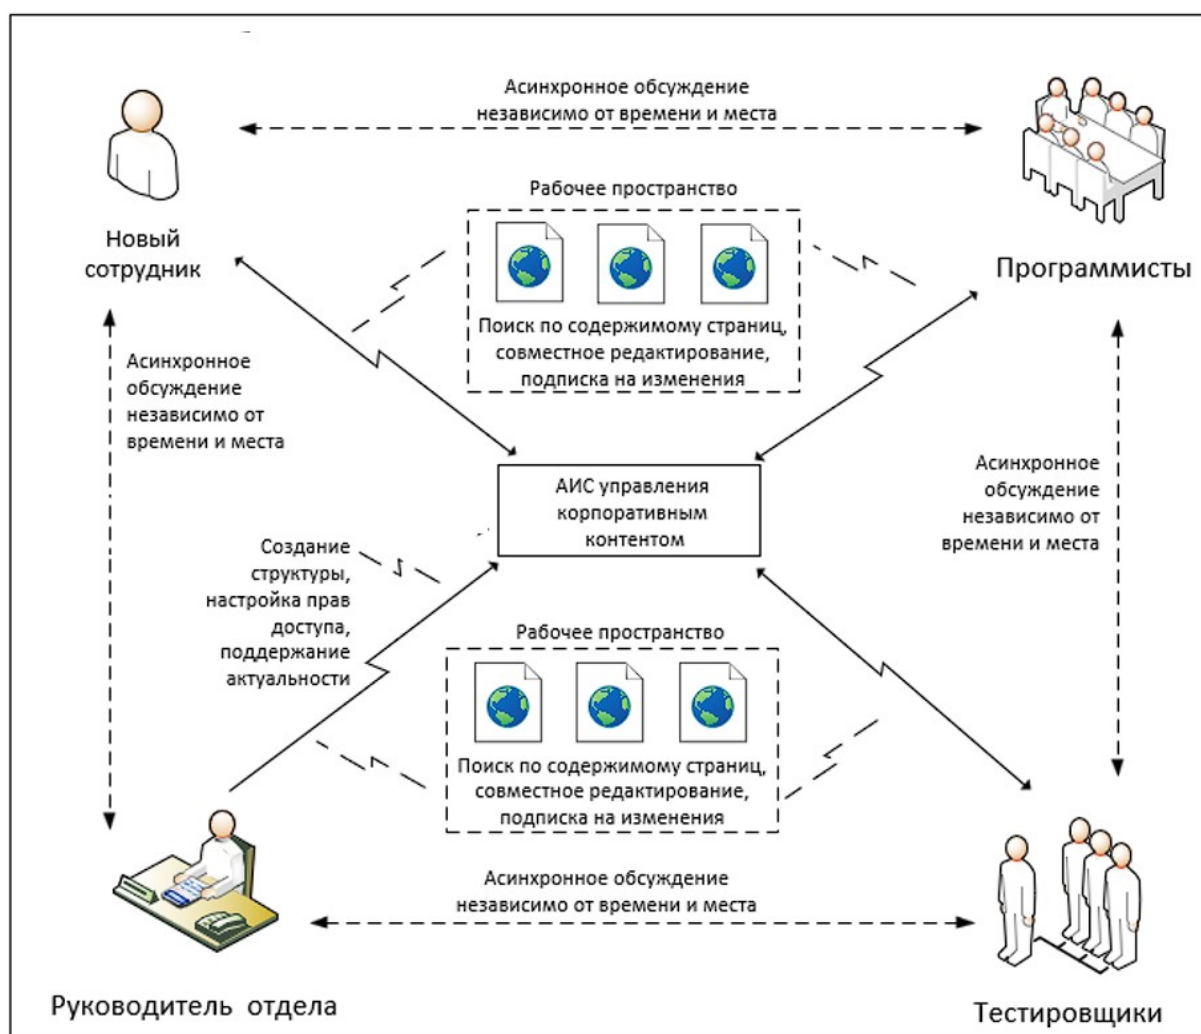 Асинхронное обсуждение
независимо от времени и места
Рабочее пространство
Новый
сотрудник
Программисты
Поиск по содержимому страниц,
совместное редактирование,
подписка на изменения
Асинхронное
обсуждение
независимо от
времени и места
АИС управления
корпоративным
контентом
Асинхронное
обсуждение
независимо от
времени и места
Создание
структуры,
настройка прав
доступа,
поддержание
актуальности
Рабочее пространство
Поиск по содержимому страниц,
совместное редактирование,
подписка на изменения
Асинхронное обсуждение
независимо от времени и места
Руководитель отдела
Тестировщики